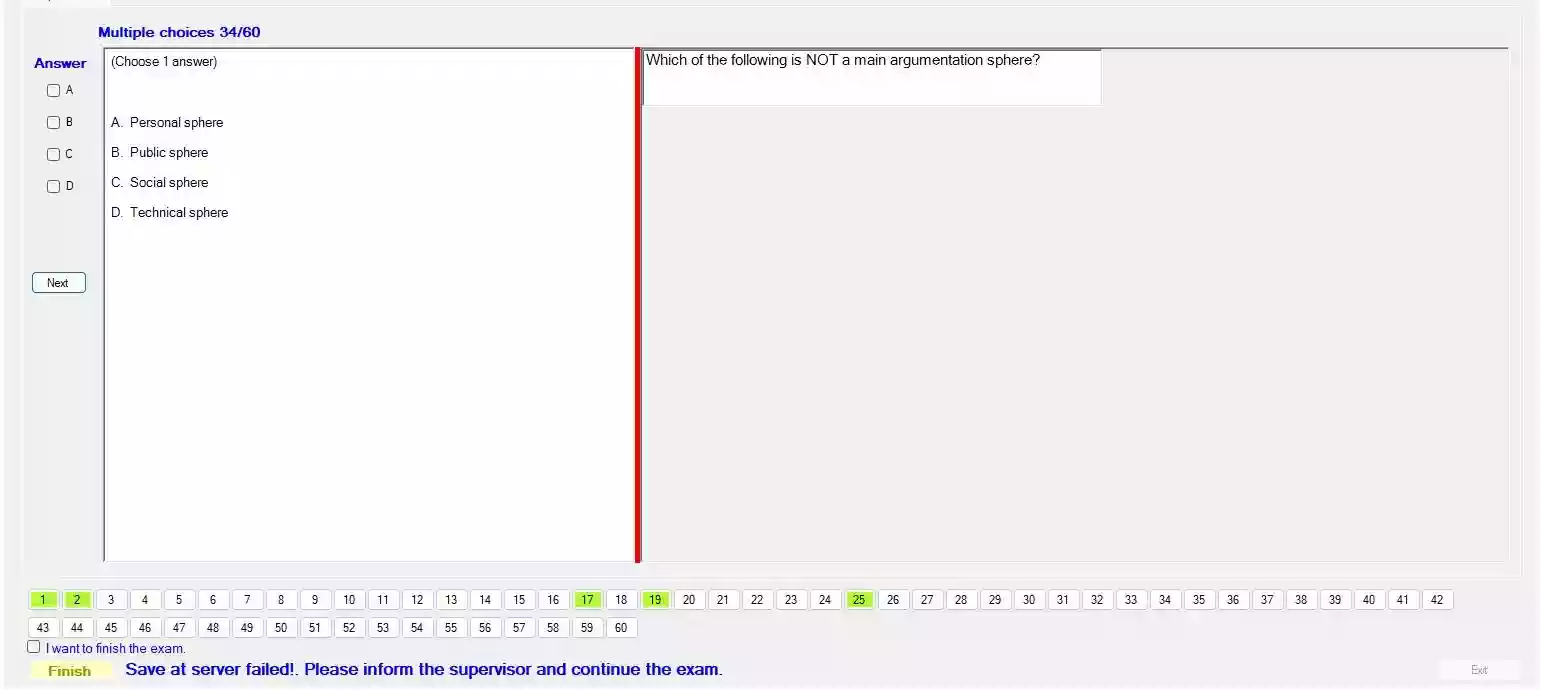 Multiple choices 34/60
Answer
(Choose 1 answer)
Which of the following is NOT a main argumentation sphere?
A
B
C
D
A. Personal sphere
B. Public sphere
C. Social sphere
D. Technical sphere
Next
1 2 3 4 5 6 7 8 9 10 11 12 13 14 15 16 17 18 19 20 21 22 23 24 25 26 27 28 29 30 31 32 33 34 35 36 37 38 39 40 41 42
43 44 45 46 47 48 49 50 51 52 53 54 55 56 57 58 59 60
I want to finish the exam.
Finish Save at server failed!. Please inform the supervisor and continue the exam. Exit